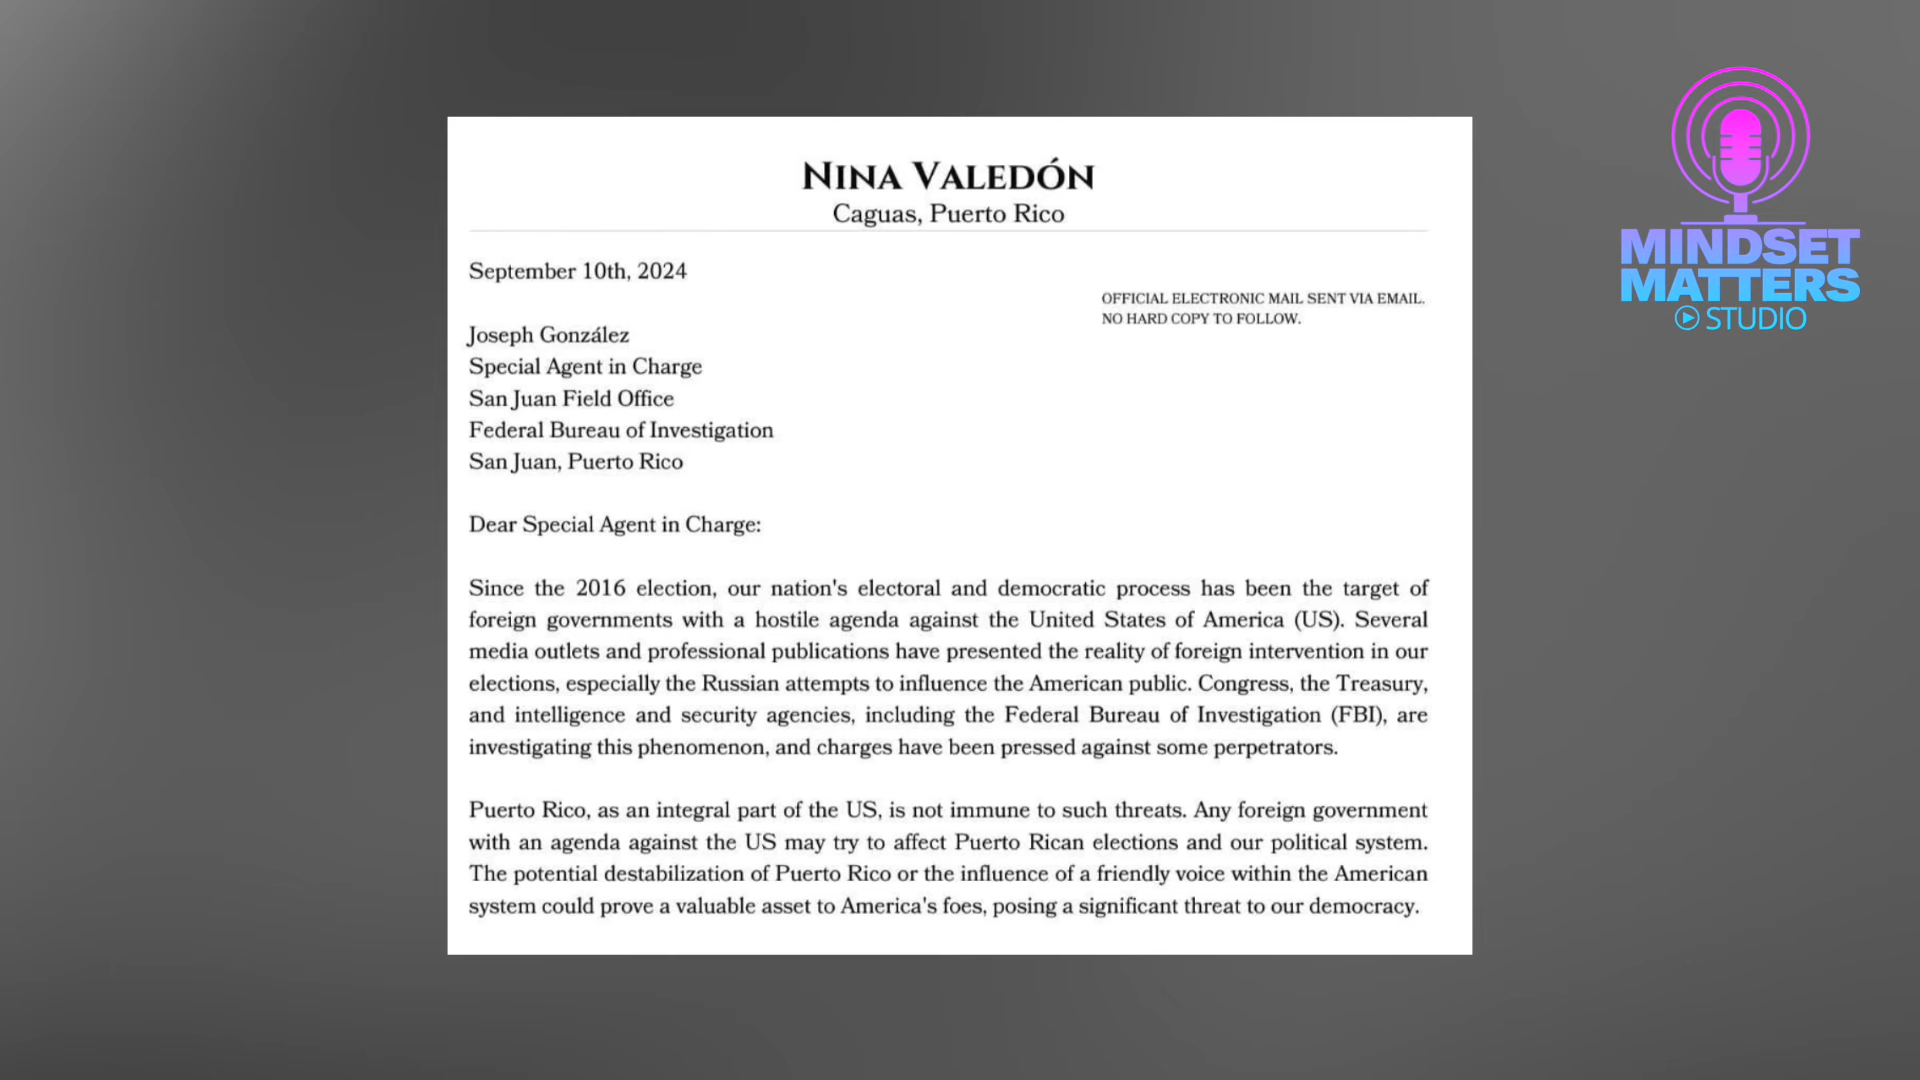 NINA VALEDÓN
Caguas, Puerto Rico
September 10th, 2024
OFFICIAL ELECTRONIC MAIL SENT VIA EMAIL.
NO HARD COPY TO FOLLOW.
Joseph González
Special Agent in Charge
San Juan Field Office
Federal Bureau of Investigation
San Juan, Puerto Rico
Dear Special Agent in Charge:
Since the 2016 election, our nation's electoral and democratic process has been the target of
foreign governments with a hostile agenda against the United States of America (US). Several
media outlets and professional publications have presented the reality of foreign intervention in our
elections, especially the Russian attempts to influence the American public. Congress, the Treasury,
and intelligence and security agencies, including the Federal Bureau of Investigation (FBI), are
investigating this phenomenon, and charges have been pressed against some perpetrators.
Puerto Rico, as an integral part of the US, is not immune to such threats. Any foreign government
with an agenda against the US may try to affect Puerto Rican elections and our political system.
The potential destabilization of Puerto Rico or the influence of a friendly voice within the American
system could prove a valuable asset to America's foes, posing a significant threat to our democracy.
MINDSET
MATTERS
STUDIO